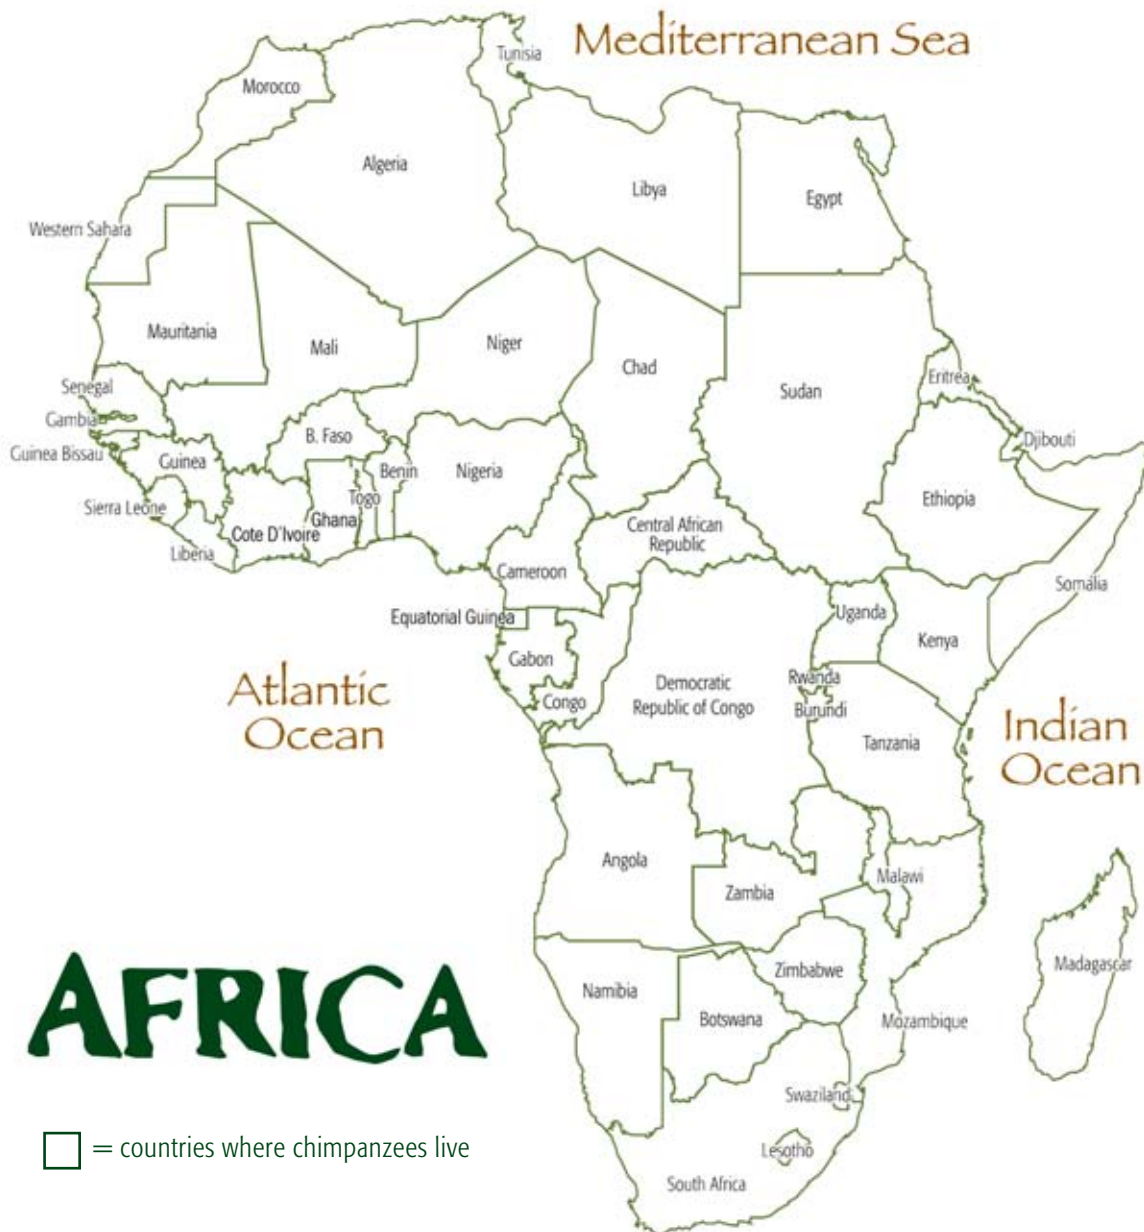 Mediterranean Sea
Tunisia
Morocco
Algeria
Libya
Egypt
Western Sahara
Mauritania
Mali
Niger
Chad
Sudan
Eritrea
Senegal
Gambia
Guinea Bissau
Guinea
B. Faso
Benin
Nigeria
Djibouti
Ethiopia
Sierra Leone
Liberia
Cote D'Ivoire
Ghana
Togo
Central African
Republic
Cameroon
Somalia
Equatorial Guinea
Uganda
Kenya
Gabon
Congo
Democratic
Republic of Congo
Rwanda
Burundi
Tanzania
Atlantic
Ocean
Indian
Ocean
Angola
Zambia
Malawi
Madagascar
Namibia
Zimbabwe
Botswana
Mozambique
Swaziland
Lesotho
South Africa
AFRICA
= countries where chimpanzees live